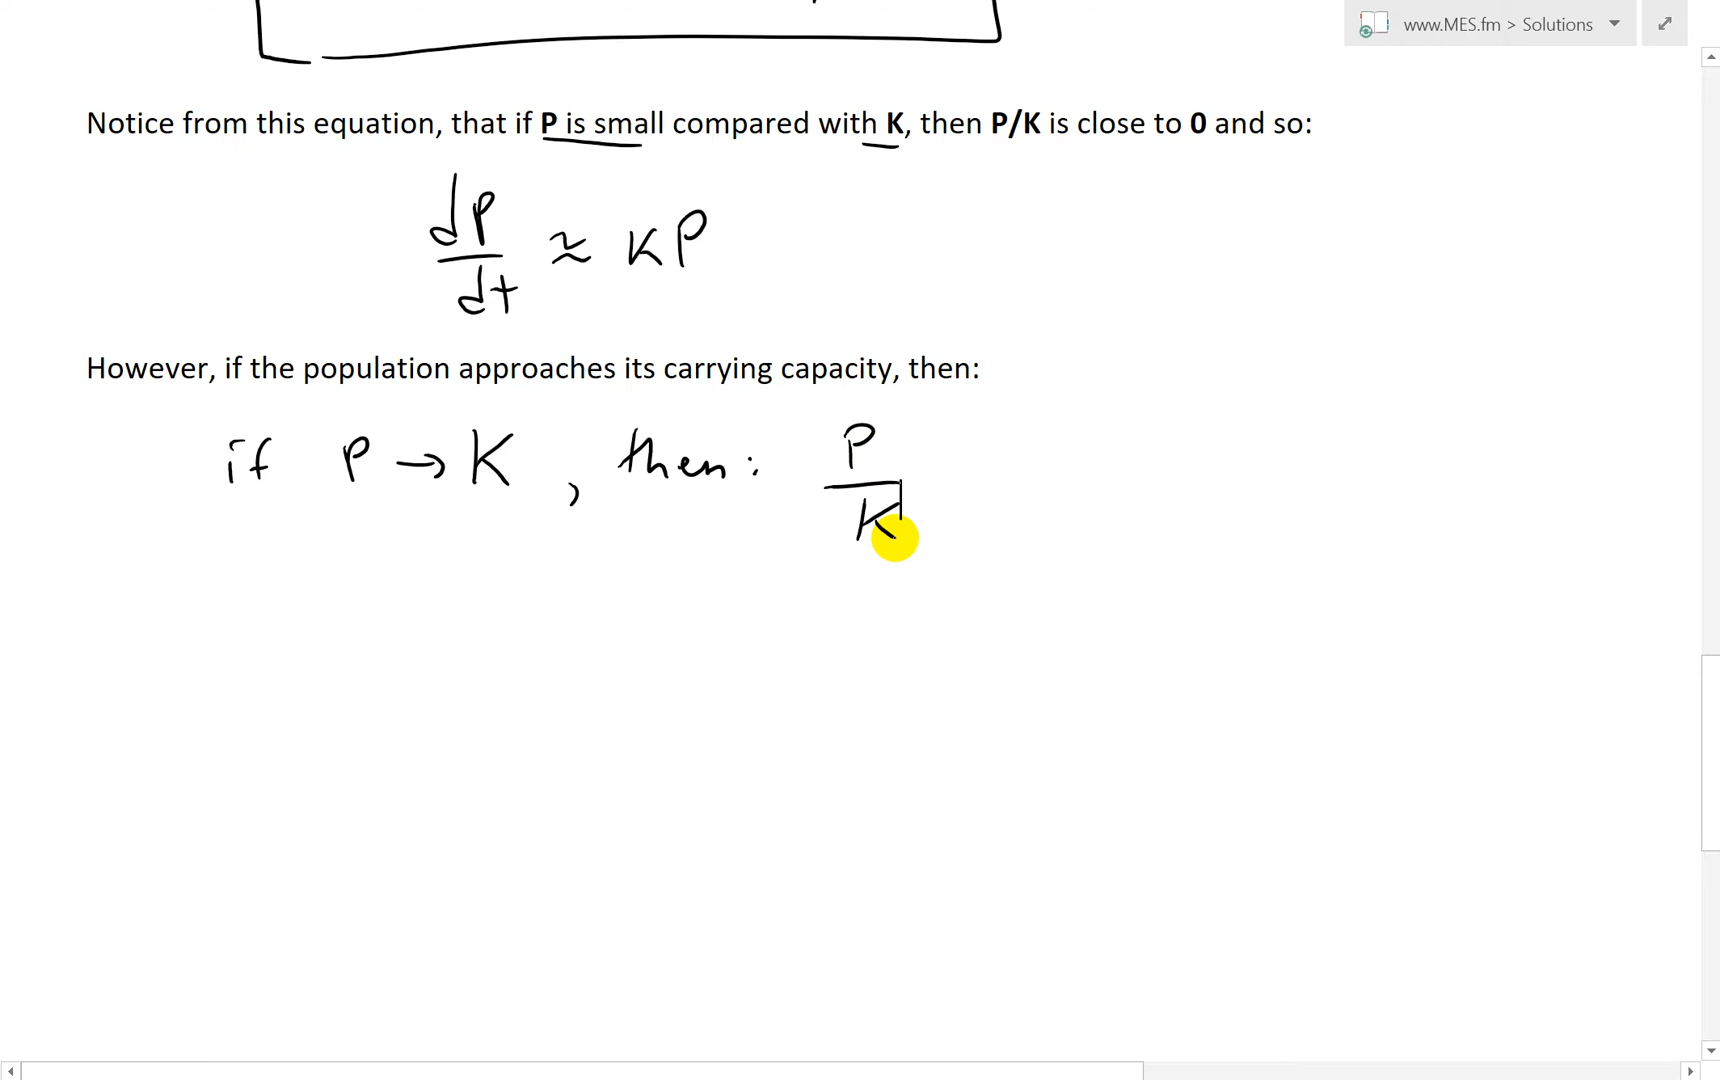 www.MES.fm > Solutions
Notice from this equation, that if P is small compared with K, then P/K is close to 0 and so:
dP/dt ≈ kP
However, if the population approaches its carrying capacity, then:
if P → K , then: P/K